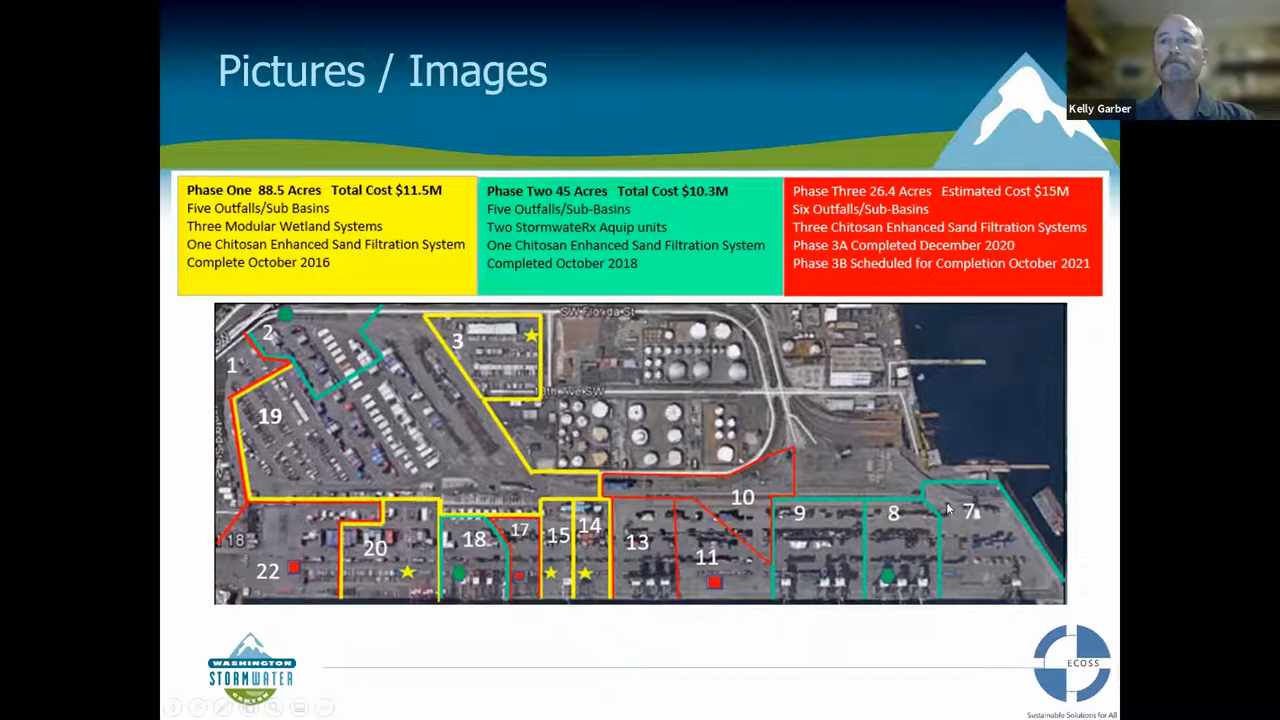 Pictures / Images
Kelly Garber
Phase One 88.5 Acres Total Cost $11.5M
Five Outfalls/Sub Basins
Three Modular Wetland Systems
One Chitosan Enhanced Sand Filtration System
Complete October 2016
Phase Two 45 Acres Total Cost $10.3M
Five Outfalls/Sub-Basins
Two StormwateRx Aquip units
One Chitosan Enhanced Sand Filtration System
Completed October 2018
Phase Three 26.4 Acres Estimated Cost $15M
Six Outfalls/Sub-Basins
Three Chitosan Enhanced Sand Filtration Systems
Phase 3A Completed December 2020
Phase 3B Scheduled for Completion October 2021
SW Florida St
2
3
1
13th Ave SW
19
10
9
8
7
14
17
15
18
13
18
20
11
22
WASHINGTON
STORMWATER
CENTER
ECOSS
Sustainable Solutions for All